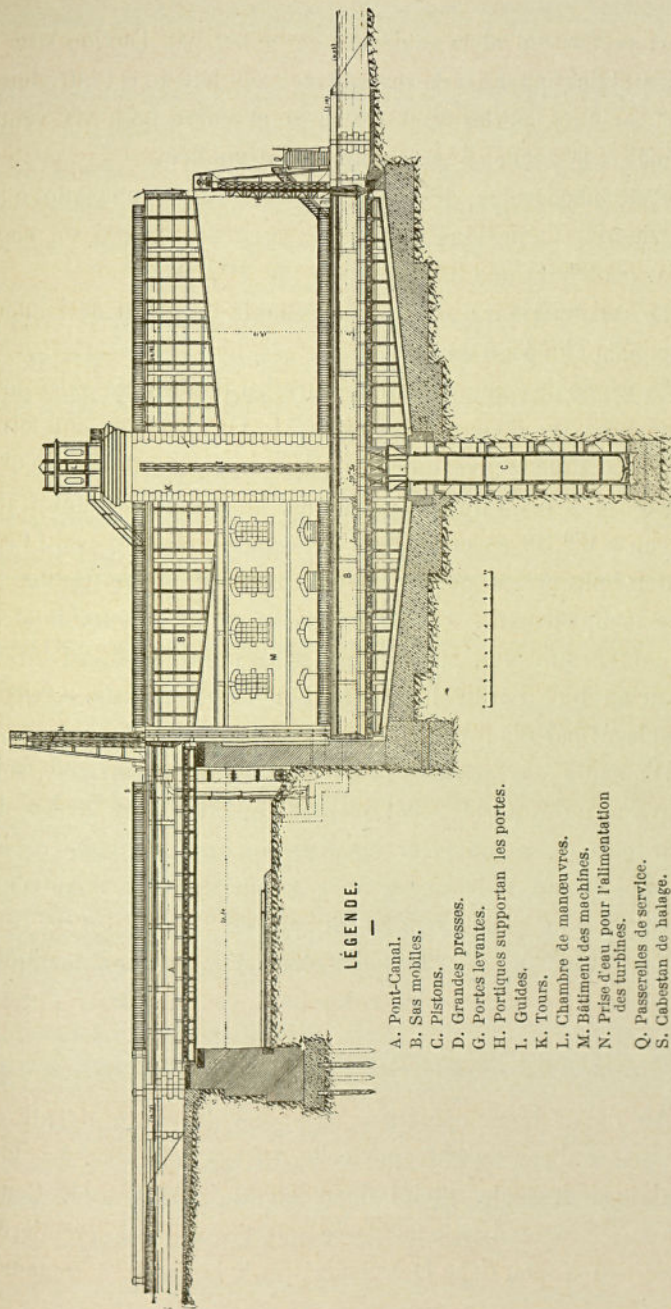 LÉGENDE.
A. Pont-Canal.
B. Sas mobiles.
C. Pistons.
D. Grandes presses.
G. Portes levantes.
H. Portiques supportan les portes.
I. Guides.
K. Tours.
L. Chambre de manœuvres.
M. Bâtiment des machines.
N. Prise d'eau pour l'alimentation
des turbines.
Q. Passerelles de service.
S. Cabestan de halage.
A
B
H
K
M
B
C